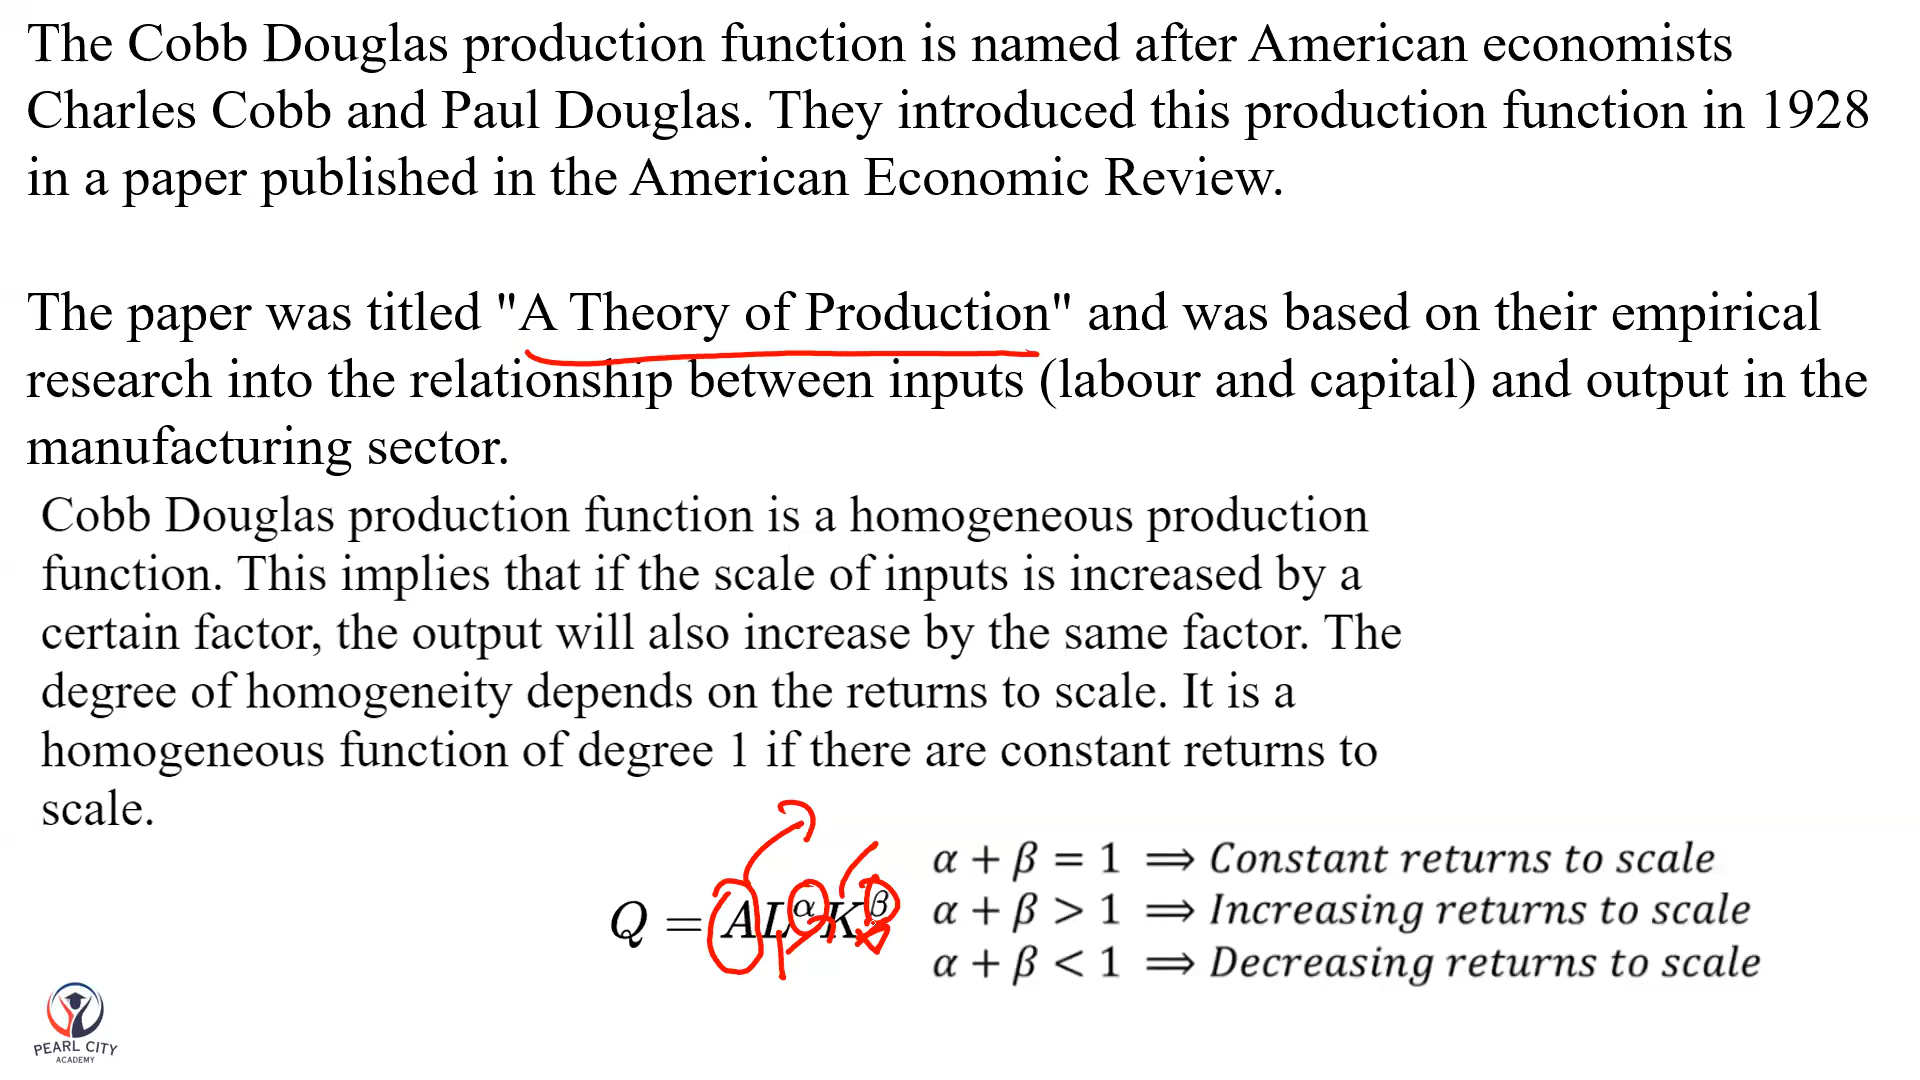 The Cobb Douglas production function is named after American economists
Charles Cobb and Paul Douglas. They introduced this production function in 1928
in a paper published in the American Economic Review.
The paper was titled "A Theory of Production" and was based on their empirical
research into the relationship between inputs (labour and capital) and output in the
manufacturing sector.
Cobb Douglas production function is a homogeneous production
function. This implies that if the scale of inputs is increased by a
certain factor, the output will also increase by the same factor. The
degree of homogeneity depends on the returns to scale. It is a
homogeneous function of degree 1 if there are constant returns to
scale.
Q = AL^α K^β
α + β = 1 ⟹ Constant returns to scale
α + β > 1 ⟹ Increasing returns to scale
α + β < 1 ⟹ Decreasing returns to scale
PEARL CITY
ACADEMY